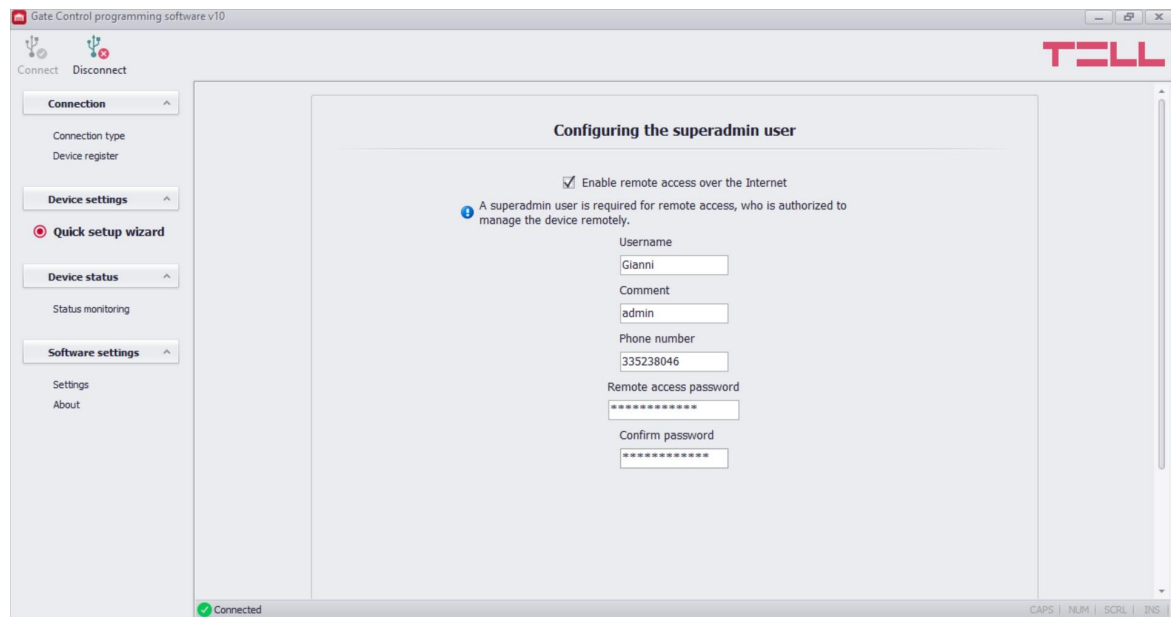 Gate Control programming software v10
Connect Disconnect
TELL
Connection
Connection type
Device register
Device settings
Quick setup wizard
Device status
Status monitoring
Software settings
Settings
About
Configuring the superadmin user
Enable remote access over the Internet
A superadmin user is required for remote access, who is authorized to
manage the device remotely.
Username
Gianni
Comment
admin
Phone number
335238046
Remote access password
************
Confirm password
************
Connected
CAPS | NUM | SCRL | INS